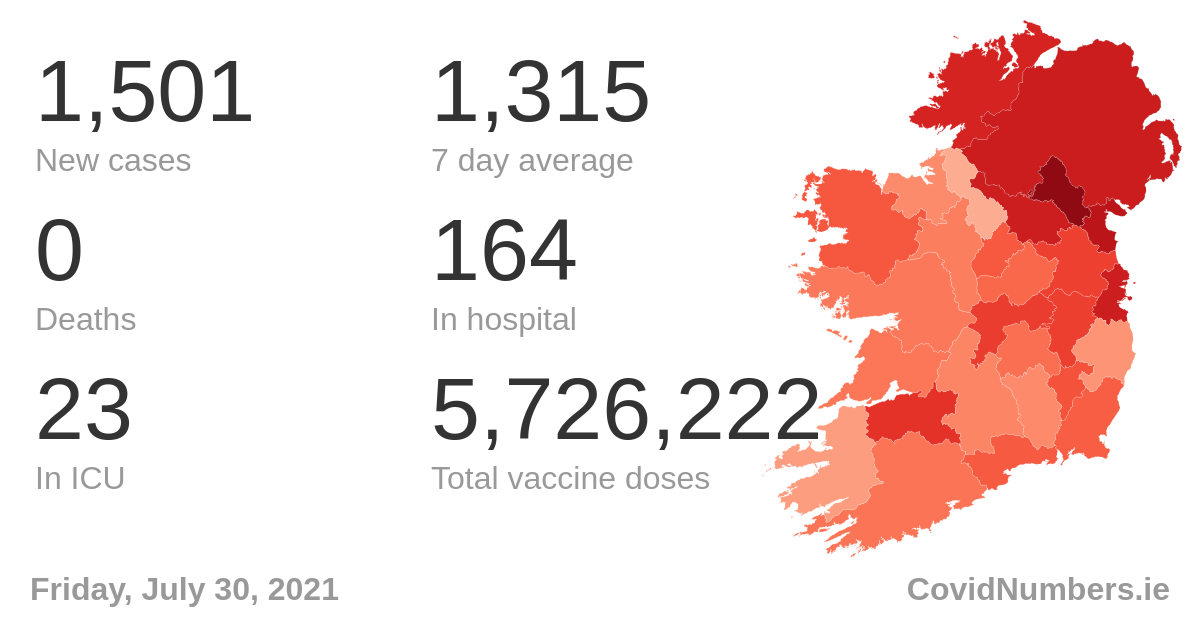 1,501
1,315
New cases
7 day average
0
164
Deaths
In hospital
23
5,726,222
In ICU
Total vaccine doses
Friday, July 30, 2021
CovidNumbers.ie